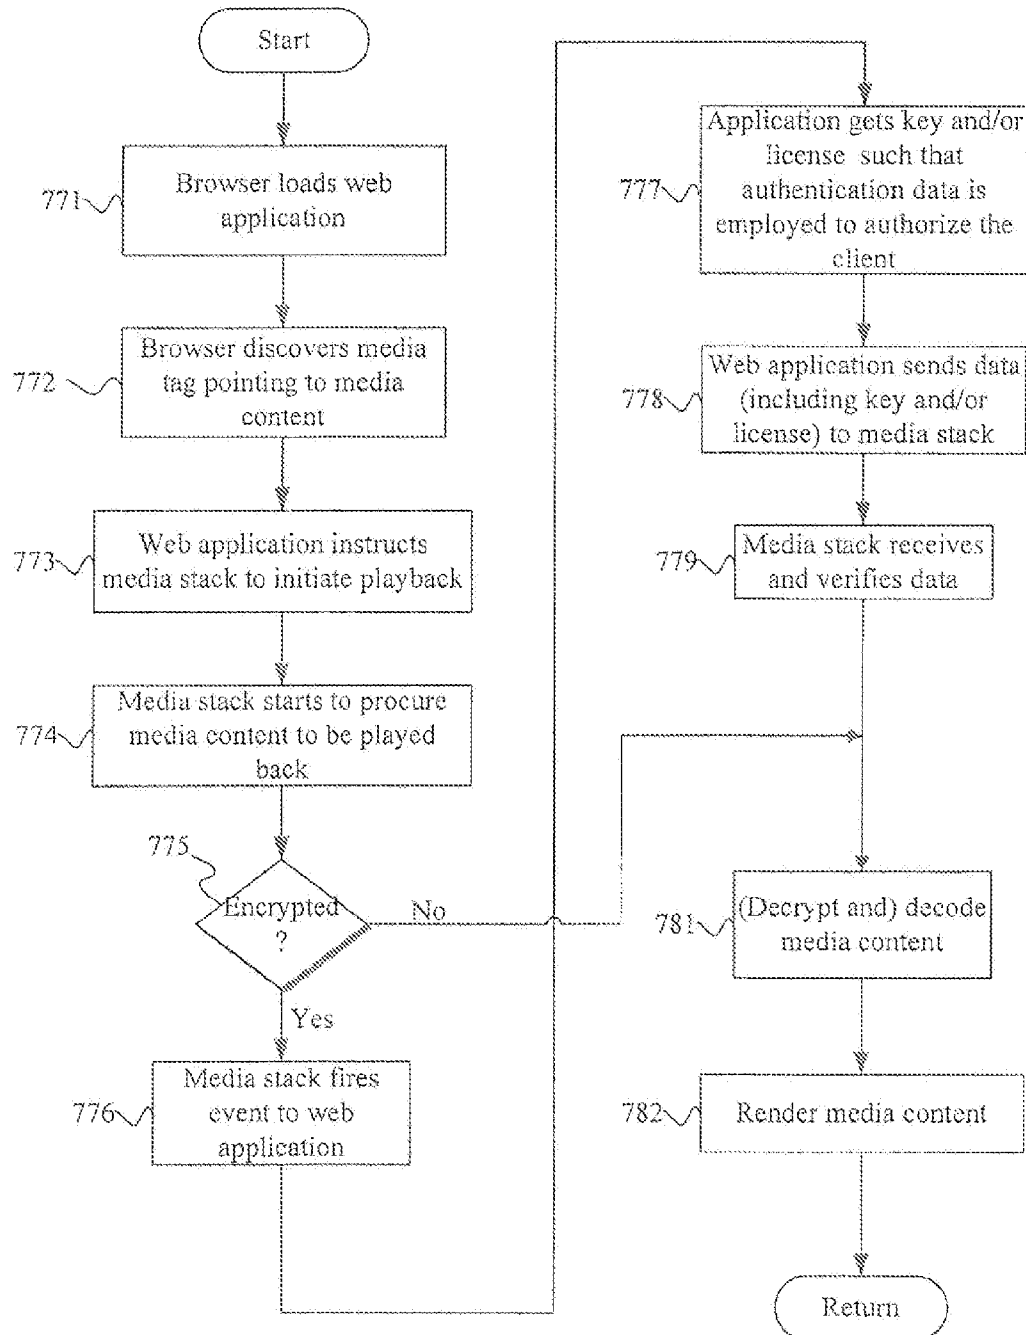 Start
771
Browser loads web
application
772
Browser discovers media
tag pointing to media
content
773
Web application instructs
media stack to initiate playback
774
Media stack starts to procure
media content to be played
back
775
Encrypted
?
No
Yes
776
Media stack fires
event to web
application
777
Application gets key and/or
license such that
authentication data is
employed to authorize the
client
778
Web application sends data
(including key and/or
license) to media stack
779
Media stack receives
and verifies data
781
(Decrypt and) decode
media content
782
Render media content
Return